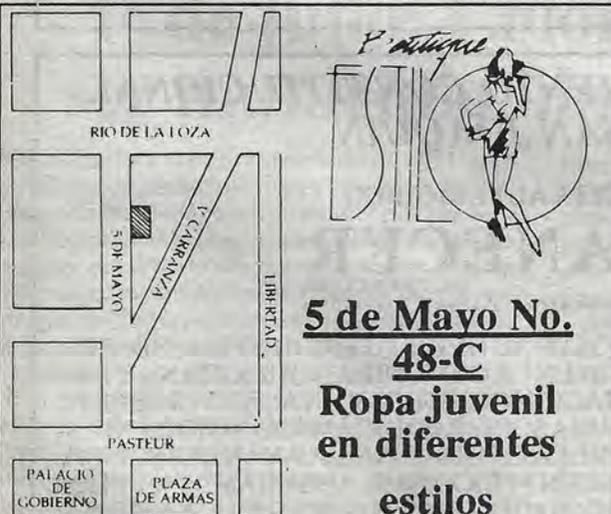 RIO DE LA LOZA
5 DE MAYO
V. CARRANZA
LIBERTAD
PASTEUR
PALACIO
DE
GOBIERNO
PLAZA
DE ARMAS
Boutique
ESTILO
5 de Mayo No.
48-C
Ropa juvenil
en diferentes
estilos